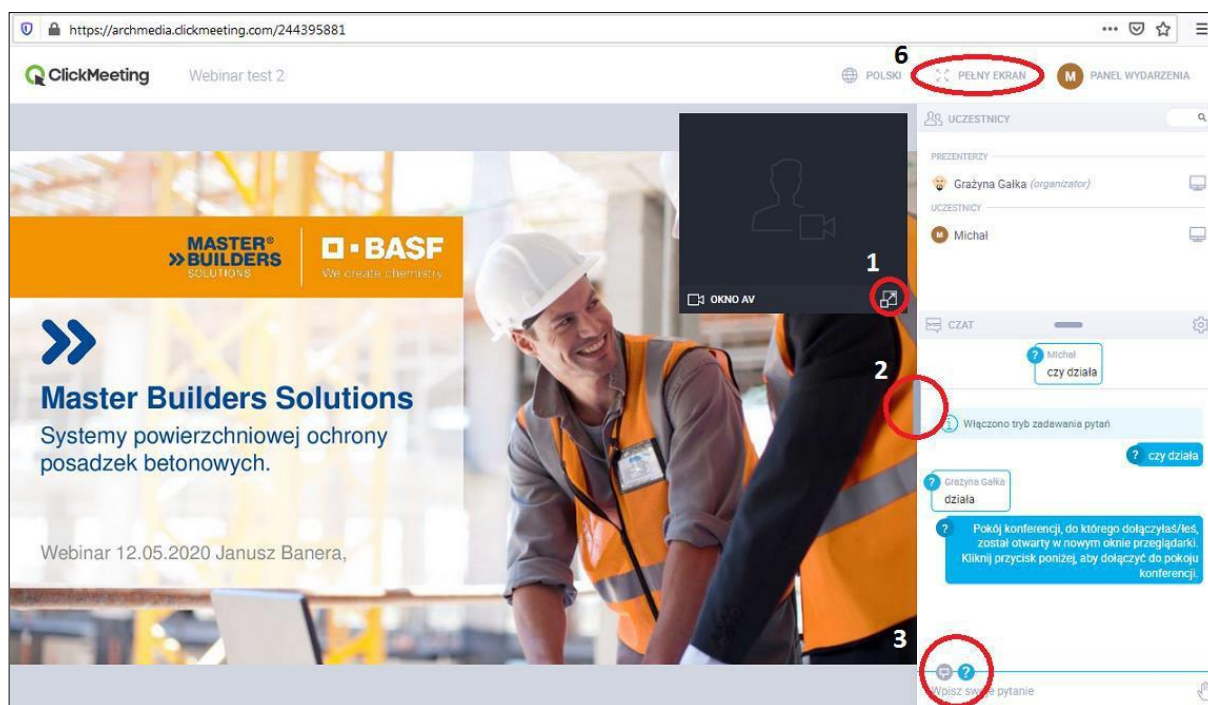 https://archmedia.clickmeeting.com/244395881
6
ClickMeeting
Webinar test 2
POLSKI
PEŁNY EKRAN
M
PANEL WYDARZENIA
UCZESTNICY
PREZENTERZY
Grażyna Gałka (organizator)
UCZESTNICY
M
Michał
MASTER®
»BUILDERS
SOLUTIONS
BASF
We create chemistry
1
OKNO AV
»
Master Builders Solutions
Systemy powierzchniowej ochrony
posadzek betonowych.
Webinar 12.05.2020 Janusz Banera,
2
3
CZAT
? Michał
czy działa
i Włączono tryb zadawania pytań
? czy działa
? Grażyna Gałka
działa
? Pokój konferencji, do którego dołączyłaś/łeś,
został otwarty w nowym oknie przeglądarki.
Kliknij przycisk poniżej, aby dołączyć do pokoju
konferencji.
?
Wpisz swoje pytanie